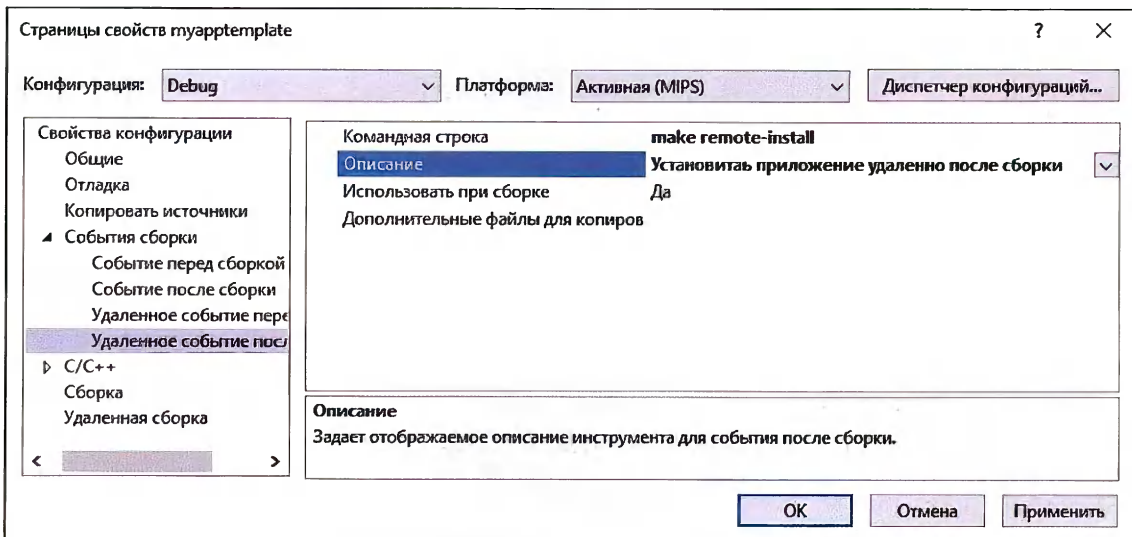 Страницы свойств myapptemplate ? ×
Конфигурация: Debug Платформа: Активная (MIPS) Диспетчер конфигураций...
Свойства конфигурации
Общие
Отладка
Копировать источники
События сборки
Событие перед сборкой
Событие после сборки
Удаленное событие пере
Удаленное событие посл
C/C++
Сборка
Удаленная сборка
Командная строка make remote-install
Описание Установитаь приложение удаленно после сборки
Использовать при сборке Да
Дополнительные файлы для копиров
Описание
Задает отображаемое описание инструмента для события после сборки.
OK Отмена Применить